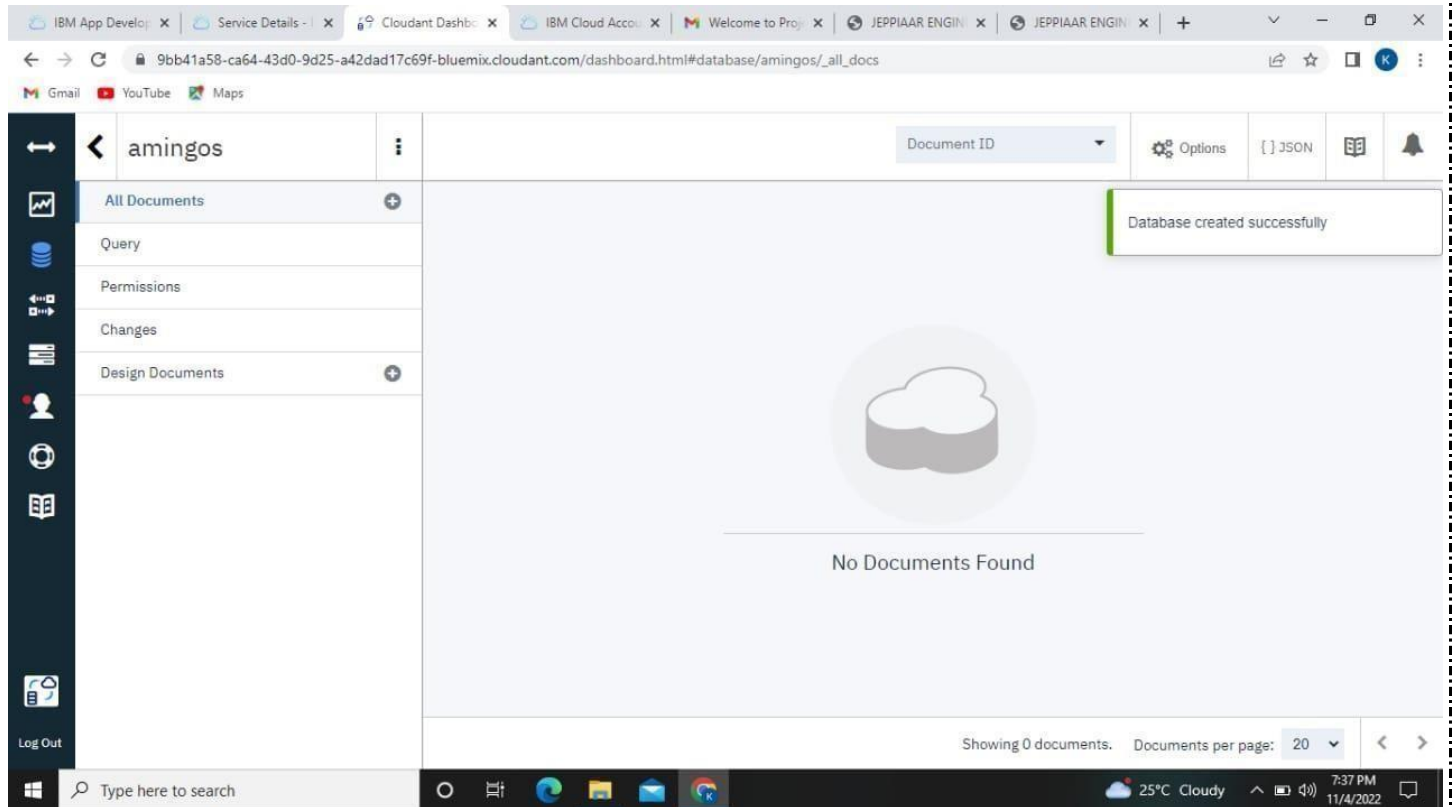 IBM App Develop
Service Details - I
Cloudant Dashbo
IBM Cloud Accou
Welcome to Proj
JEPPIAAR ENGIN
JEPPIAAR ENGIN
9bb41a58-ca64-43d0-9d25-a42dad17c69f-bluemix.cloudant.com/dashboard.html#database/amingos/_all_docs
K
Gmail
YouTube
Maps
amingos
Document ID
Options
{ } JSON
All Documents
Database created successfully
Query
Permissions
Changes
Design Documents
No Documents Found
Log Out
Showing 0 documents.
Documents per page: 20
Type here to search
25°C Cloudy
7:37 PM
11/4/2022